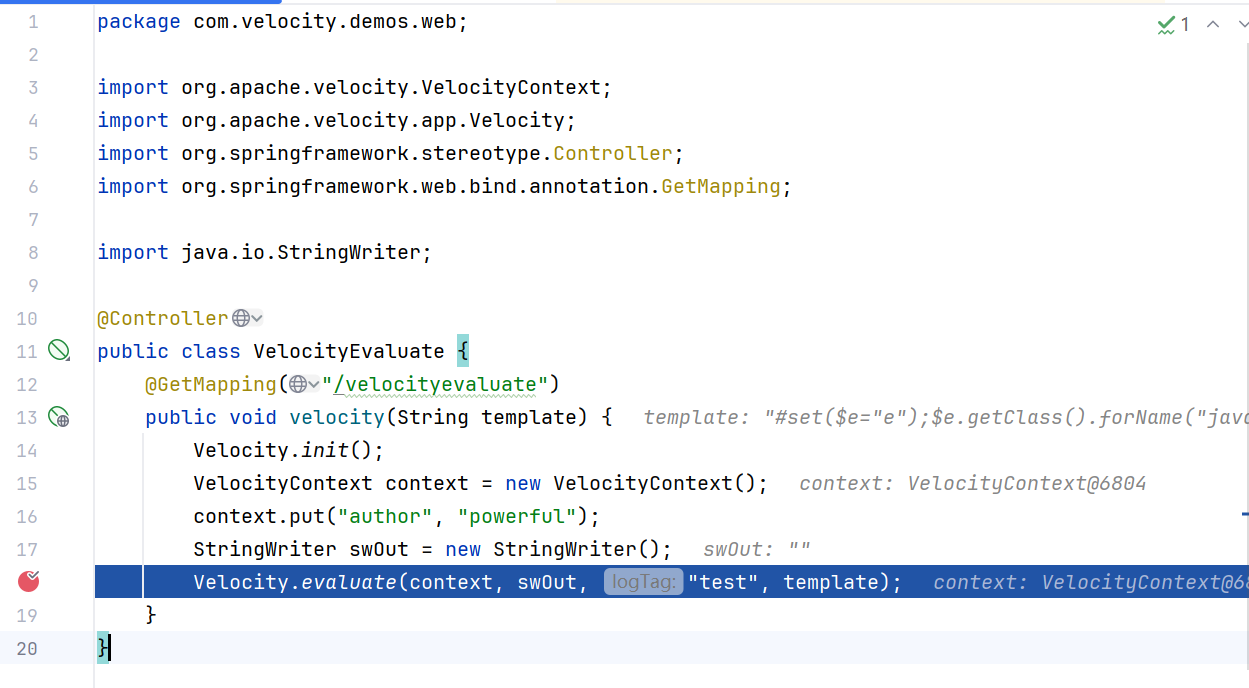 1 package com.velocity.demos.web; 1
2
3 import org.apache.velocity.VelocityContext;
4 import org.apache.velocity.app.Velocity;
5 import org.springframework.stereotype.Controller;
6 import org.springframework.web.bind.annotation.GetMapping;
7
8 import java.io.StringWriter;
9
10 @Controller
11 public class VelocityEvaluate {
12 @GetMapping("/velocityevaluate")
13 public void velocity(String template) { template: "#set($e="e");$e.getClass().forName("java
14 Velocity.init();
15 VelocityContext context = new VelocityContext(); context: VelocityContext@6804
16 context.put("author", "powerful");
17 StringWriter swOut = new StringWriter(); swOut: ""
Velocity.evaluate(context, swOut, logTag: "test", template); context: VelocityContext@68
19 }
20 }